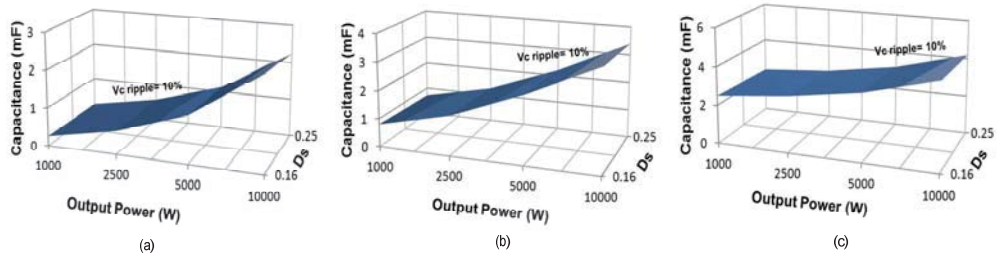 Capacitance (mF)
3
2
1
0
Vc ripple= 10%
1000
2500
5000
10000
0.16
0.25
Ds
Output Power (W)
(a)
Capacitance (mF)
4
3
2
1
0
Vc ripple= 10%
1000
2500
5000
10000
0.16
0.25
Ds
Output Power (W)
(b)
Capacitance (mF)
6
4
2
0
Vc ripple= 10%
1000
2500
5000
10000
0.16
0.25
Ds
Output Power (W)
(c)